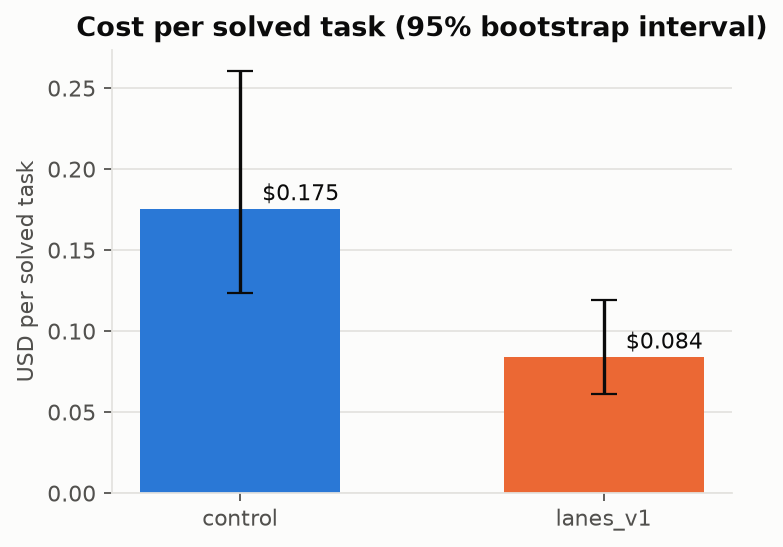 Cost per solved task (95% bootstrap interval)
USD per solved task
0.25
0.20
0.15
0.10
0.05
0.00
$0.175
$0.084
control
lanes_v1